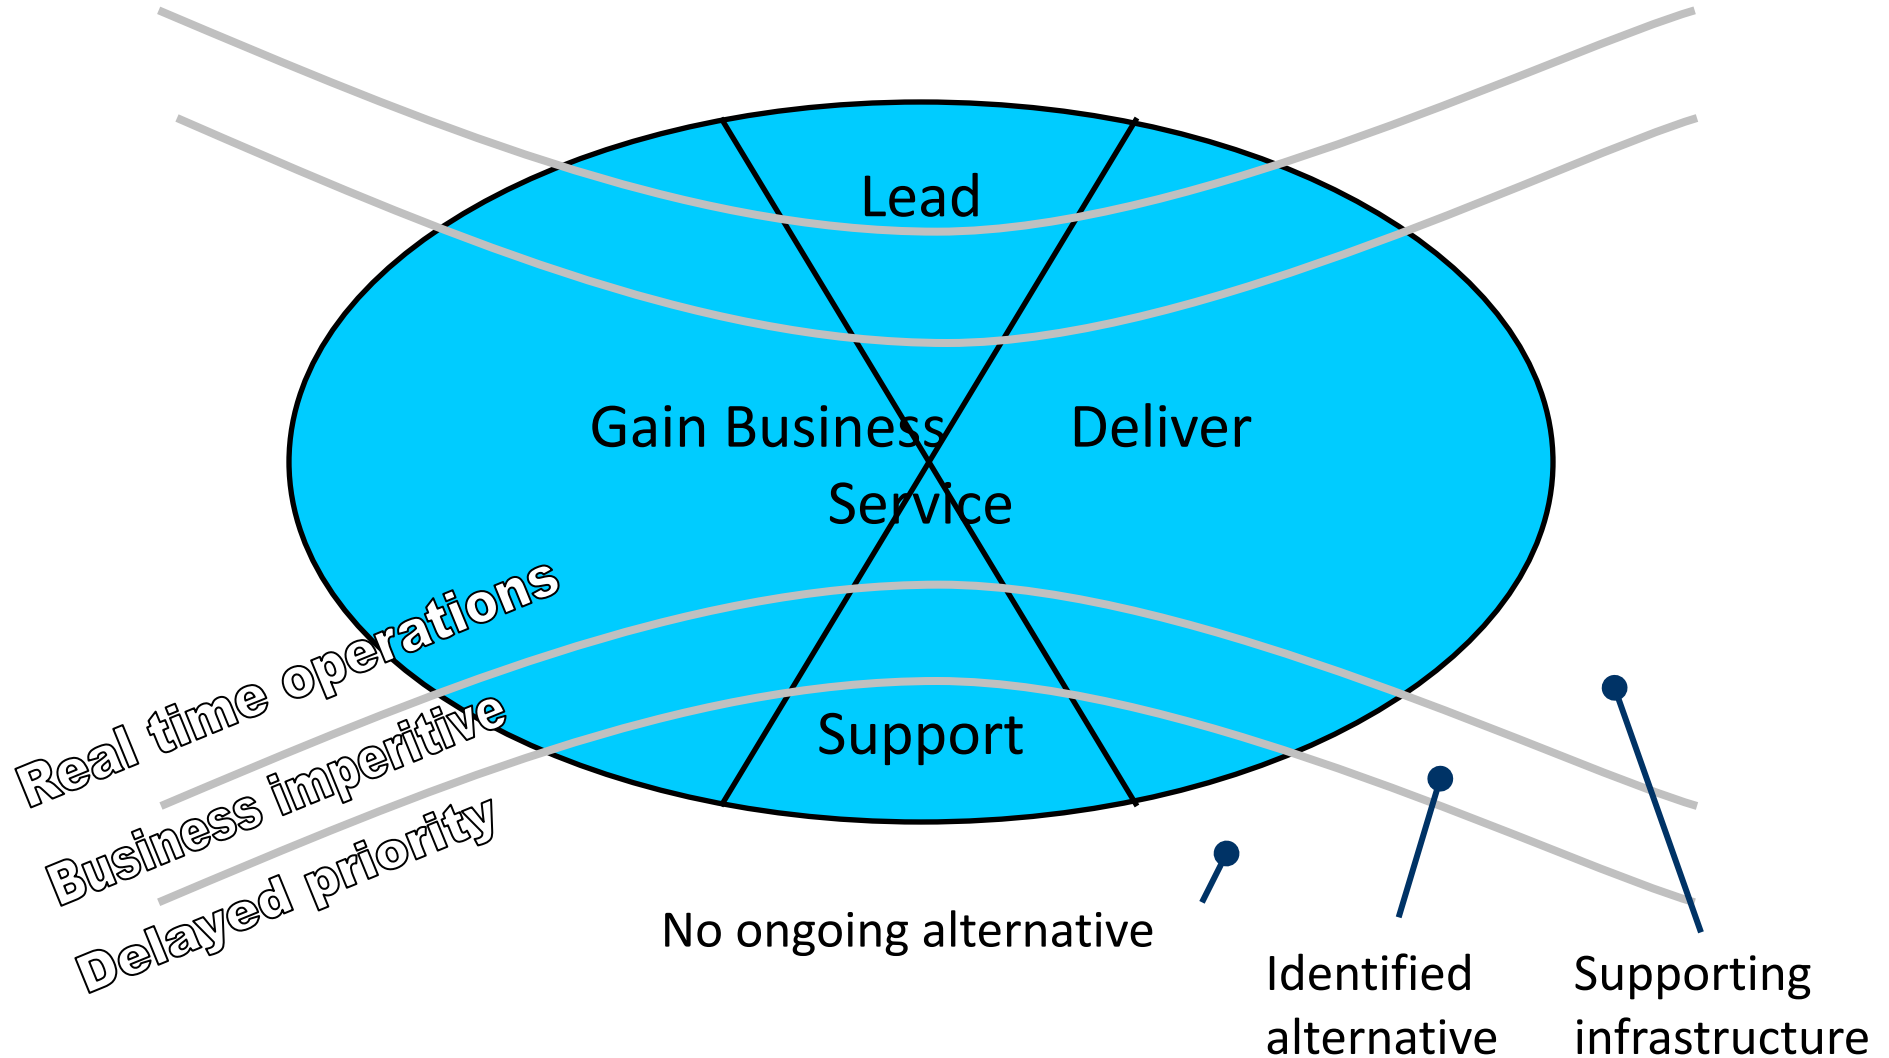 Lead
Gain Business Deliver
Service
Support
Real time operations
Business imperitive
Delayed priority
No ongoing alternative
Identified
alternative
Supporting
infrastructure